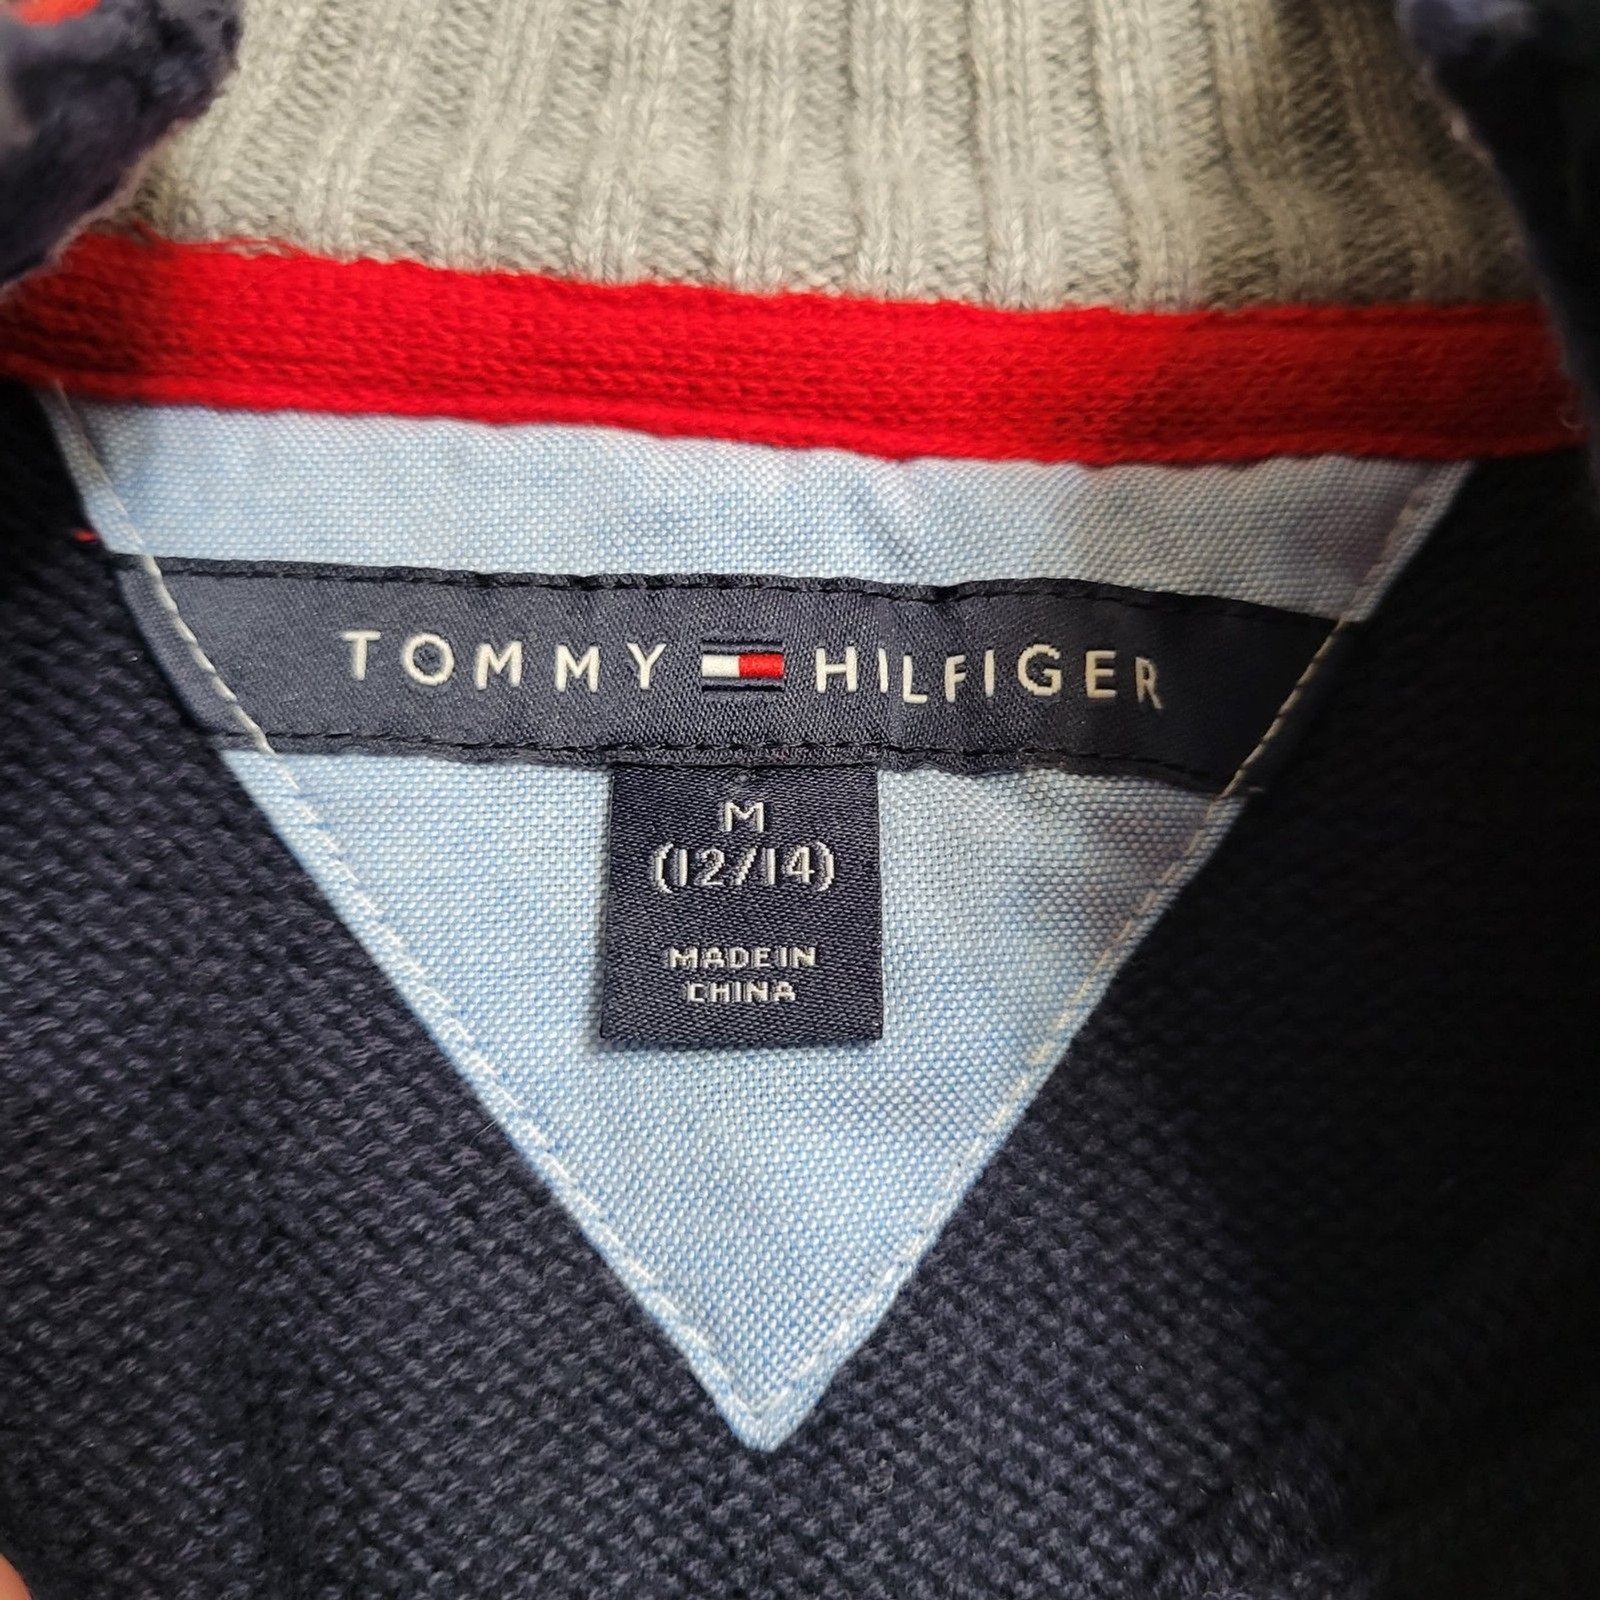 TOMMY HILFIGER
M
(12/14)
MADE IN
CHINA